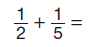 1/2 + 1/5 =